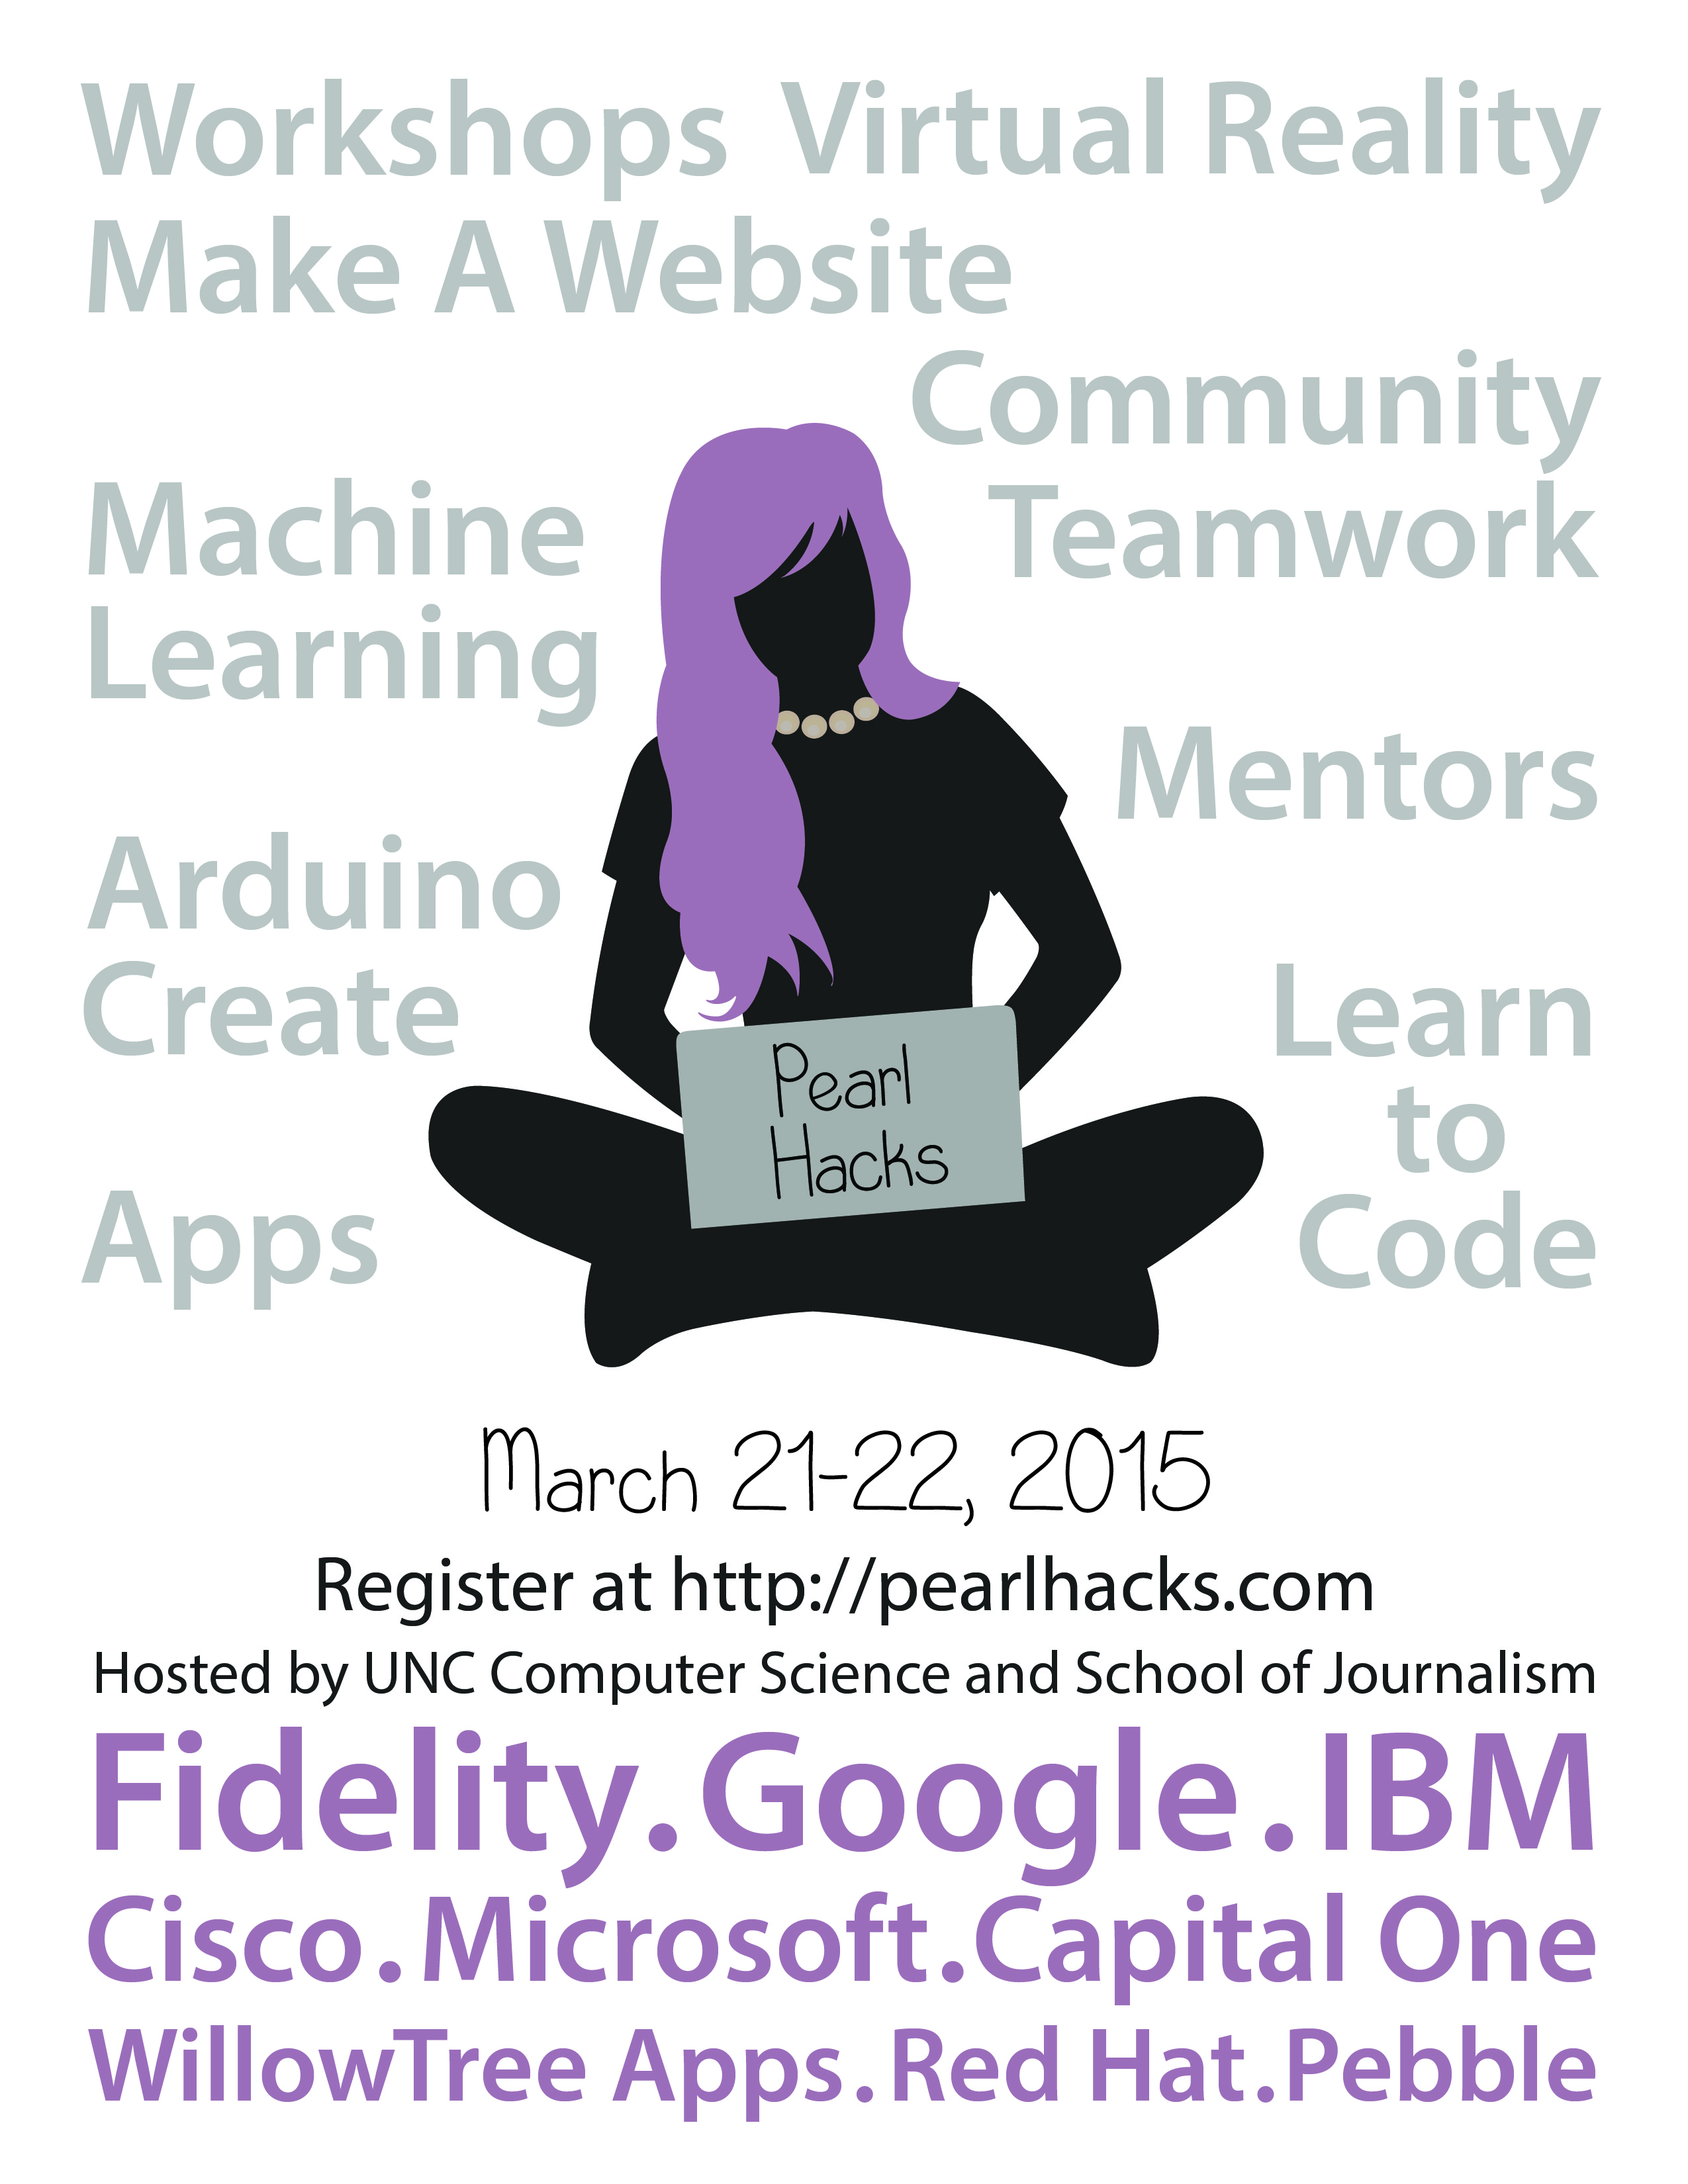 Workshops Virtual Reality
Make A Website
Community
Machine
Teamwork
Learning
Mentors
Arduino
Create
Learn
to
Apps
Code
Pearl
Hacks
March 21-22, 2015
Register at http://pearlhacks.com
Hosted by UNC Computer Science and School of Journalism
Fidelity.Google.IBM
Cisco.Microsoft.Capital One
WillowTree Apps.Red Hat.Pebble